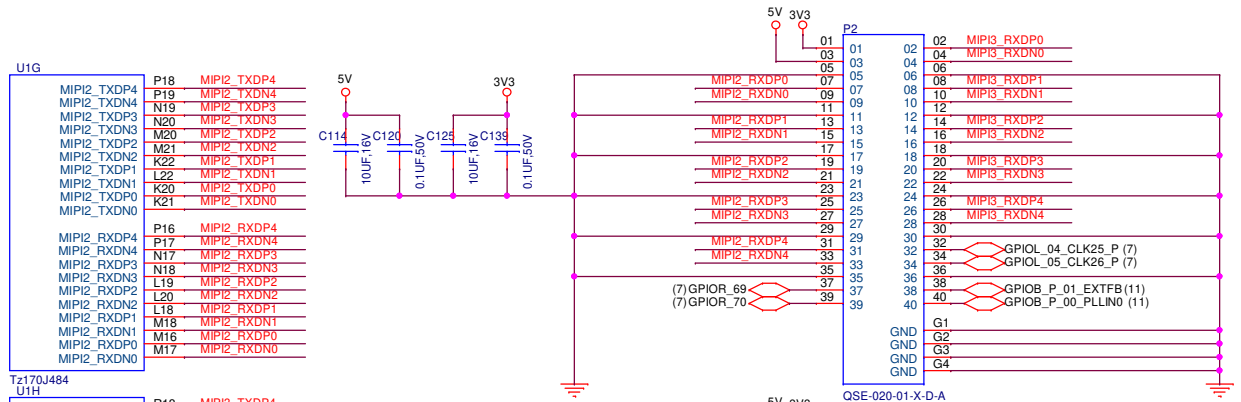 U1G
MIPI2_TXDP4 P18 MIPI2_TXDP4
MIPI2_TXDN4 P19 MIPI2_TXDN4
MIPI2_TXDP3 N19 MIPI2_TXDP3
MIPI2_TXDN3 N20 MIPI2_TXDN3
MIPI2_TXDP2 M20 MIPI2_TXDP2
MIPI2_TXDN2 M21 MIPI2_TXDN2
MIPI2_TXDP1 K22 MIPI2_TXDP1
MIPI2_TXDN1 L22 MIPI2_TXDN1
MIPI2_TXDP0 K20 MIPI2_TXDP0
MIPI2_TXDN0 K21 MIPI2_TXDN0
MIPI2_RXDP4 P16 MIPI2_RXDP4
MIPI2_RXDN4 P17 MIPI2_RXDN4
MIPI2_RXDP3 N17 MIPI2_RXDP3
MIPI2_RXDN3 N18 MIPI2_RXDN3
MIPI2_RXDP2 L19 MIPI2_RXDP2
MIPI2_RXDN2 L20 MIPI2_RXDN2
MIPI2_RXDP1 L18 MIPI2_RXDP1
MIPI2_RXDN1 M18 MIPI2_RXDN1
MIPI2_RXDP0 M16 MIPI2_RXDP0
MIPI2_RXDN0 M17 MIPI2_RXDN0
Tz170J484
U1H
5V
3V3
C114
10UF,16V
C120
0.1UF,50V
C125
10UF,16V
C139
0.1UF,50V
5V 3V3
P2
01 01 02 02 MIPI3_RXDP0
03 03 04 04 MIPI3_RXDN0
05 05 06 06
MIPI2_RXDP0 07 07 08 08 MIPI3_RXDP1
MIPI2_RXDN0 09 09 10 10 MIPI3_RXDN1
11 11 12 12
MIPI2_RXDP1 13 13 14 14 MIPI3_RXDP2
MIPI2_RXDN1 15 15 16 16 MIPI3_RXDN2
17 17 18 18
MIPI2_RXDP2 19 19 20 20 MIPI3_RXDP3
MIPI2_RXDN2 21 21 22 22 MIPI3_RXDN3
23 23 24 24
MIPI2_RXDP3 25 25 26 26 MIPI3_RXDP4
MIPI2_RXDN3 27 27 28 28 MIPI3_RXDN4
29 29 30 30
MIPI2_RXDP4 31 31 32 32 GPIOL_04_CLK25_P (7)
MIPI2_RXDN4 33 33 34 34 GPIOL_05_CLK26_P (7)
35 35 36 36
(7) GPIOR_69 37 37 38 38 GPIOB_P_01_EXTFB (11)
(7) GPIOR_70 39 39 40 40 GPIOB_P_00_PLLIN0 (11)
GND G1
GND G2
GND G3
GND G4
QSE-020-01-X-D-A